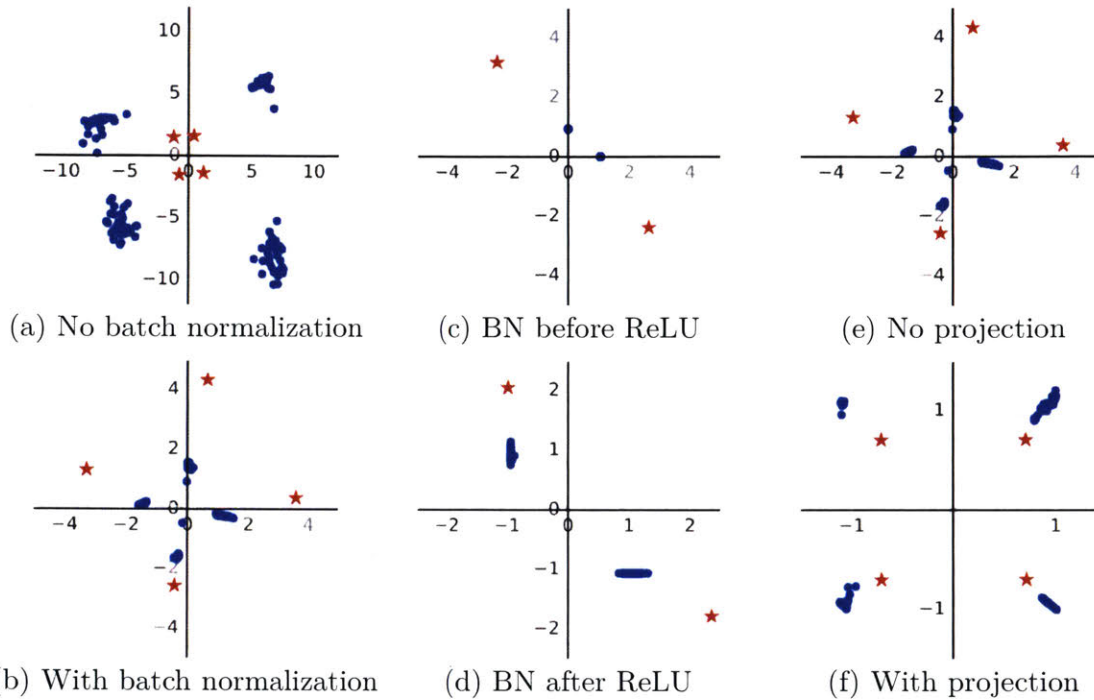 10
5
0
−10 −5 0 5 10
−5
−10
(a) No batch normalization
4
2
0
−4 −2 0 2 4
−2
−4
(b) With batch normalization
4
2
0
−4 −2 0 2 4
−2
−4
(c) BN before ReLU
2
1
0
−2 −1 0 1 2
−1
−2
(d) BN after ReLU
4
2
0
−4 −2 0 2 4
−2
−4
(e) No projection
1
−1 1
−1
(f) With projection